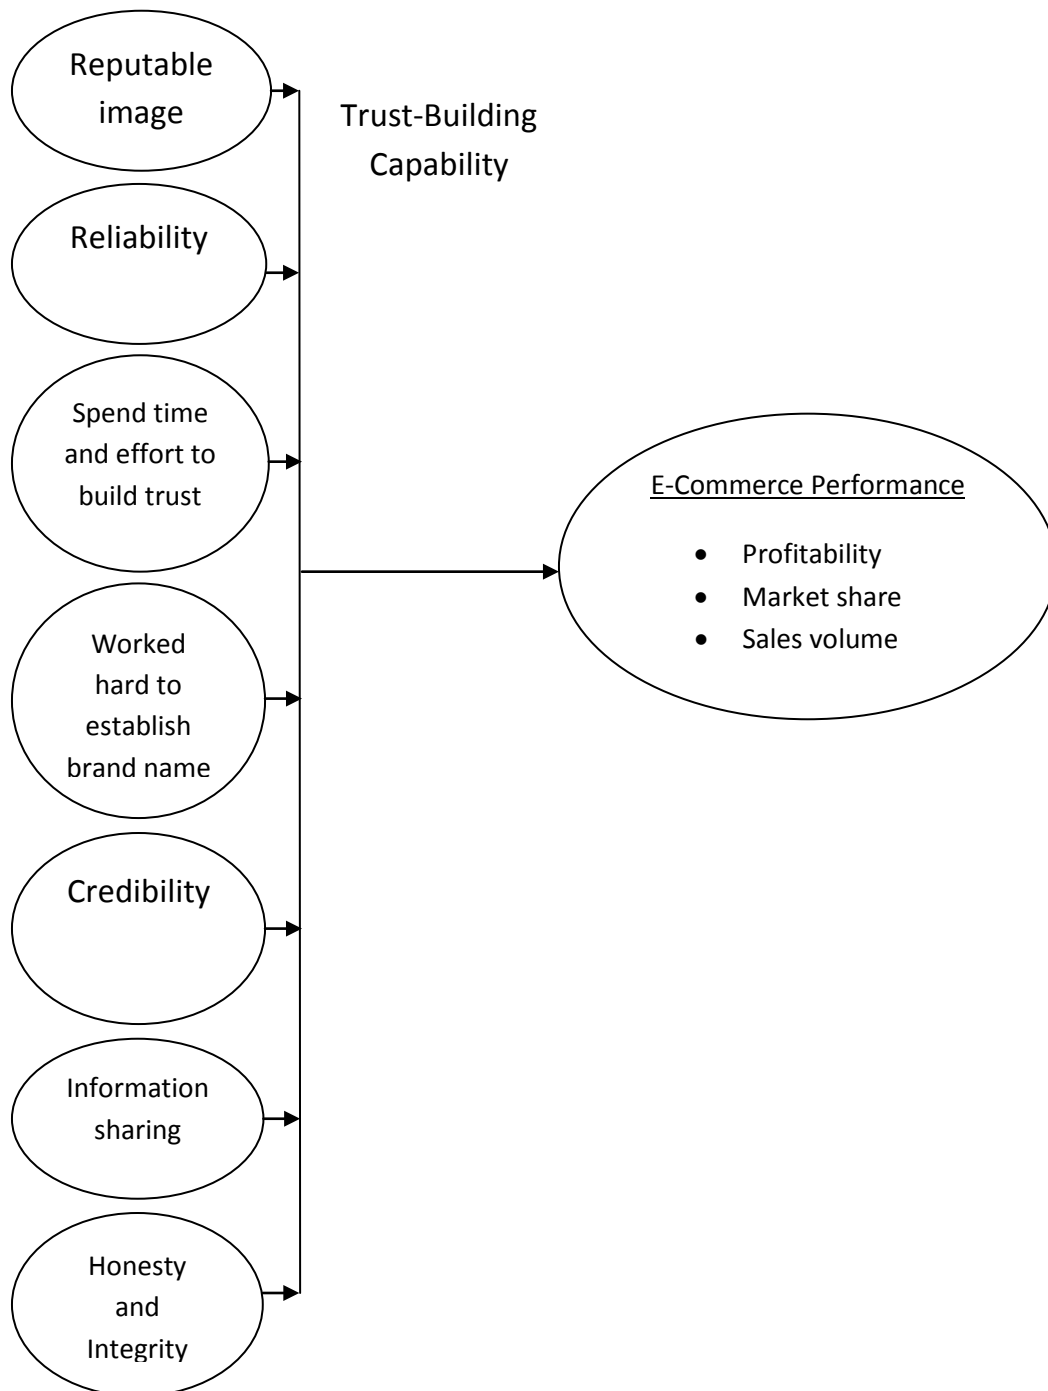 Reputable
image
Trust-Building
Capability
Reliability
Spend time
and effort to
build trust
E-Commerce Performance
• Profitability
• Market share
• Sales volume
Worked
hard to
establish
brand name
Credibility
Information
sharing
Honesty
and
Integrity